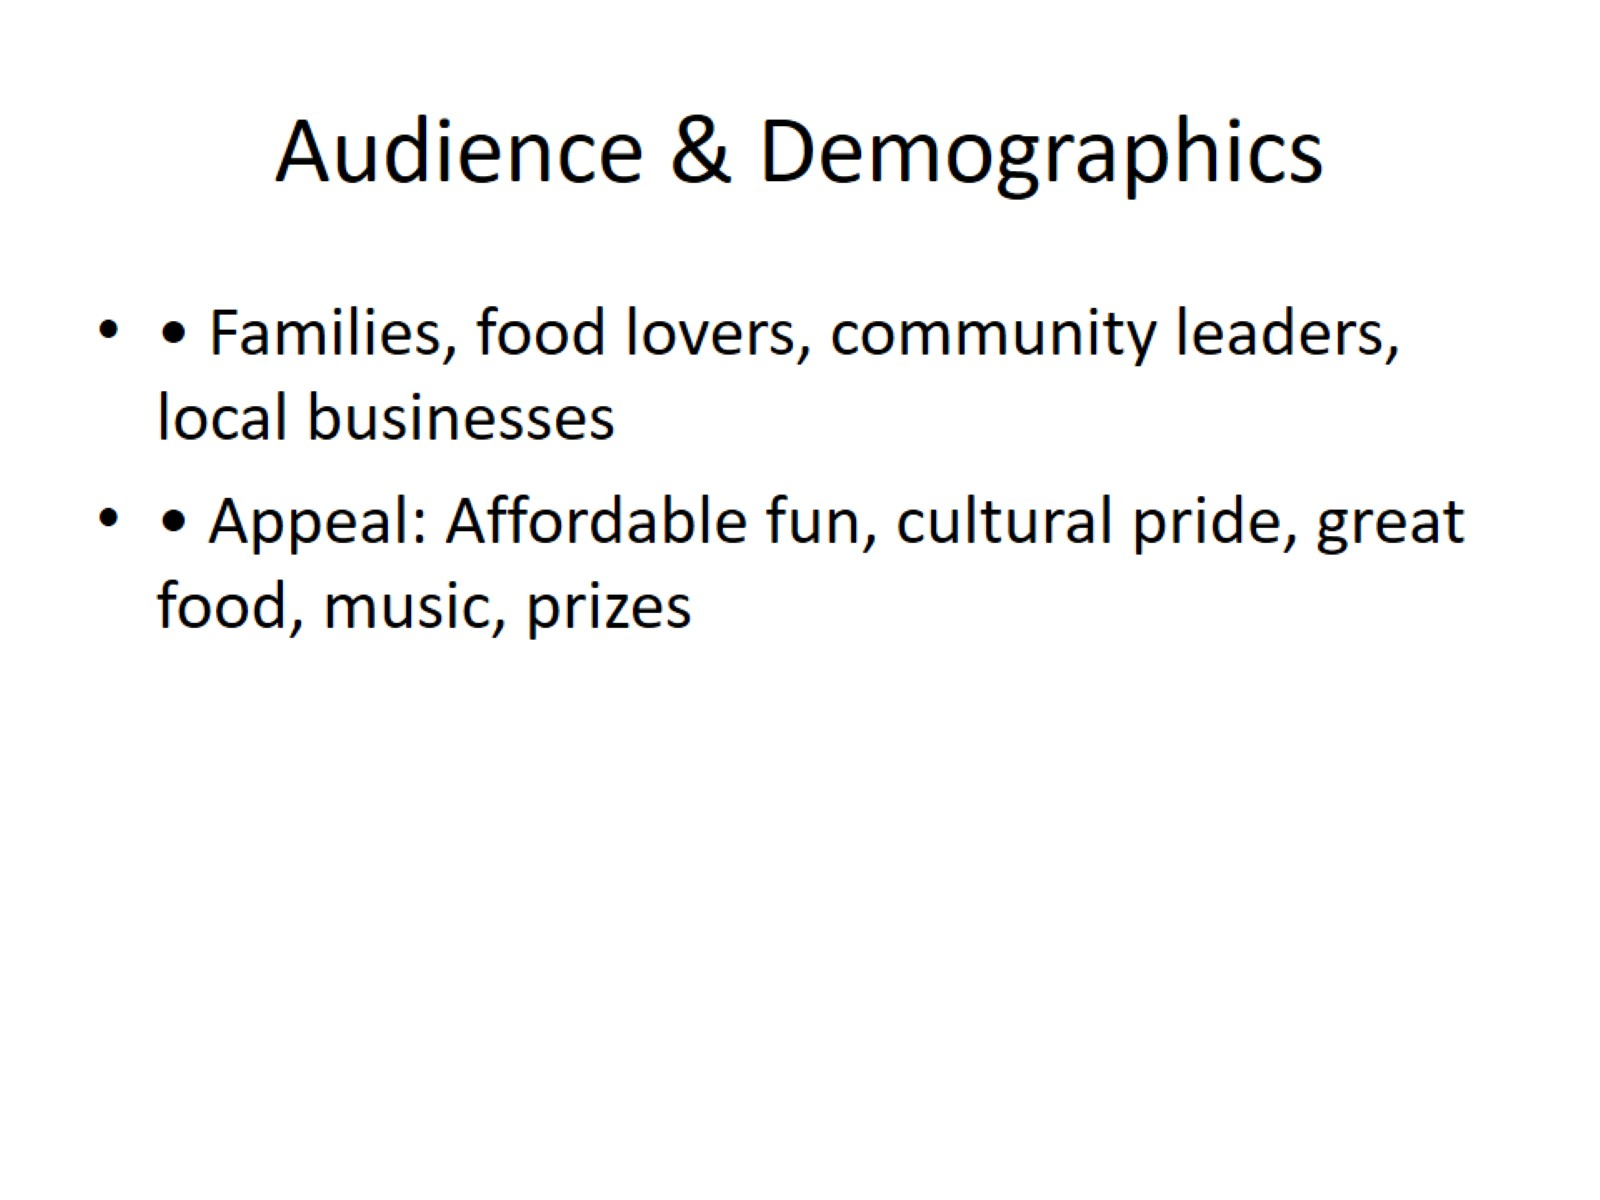 Audience & Demographics
• • Families, food lovers, community leaders,
local businesses
• • Appeal: Affordable fun, cultural pride, great
food, music, prizes